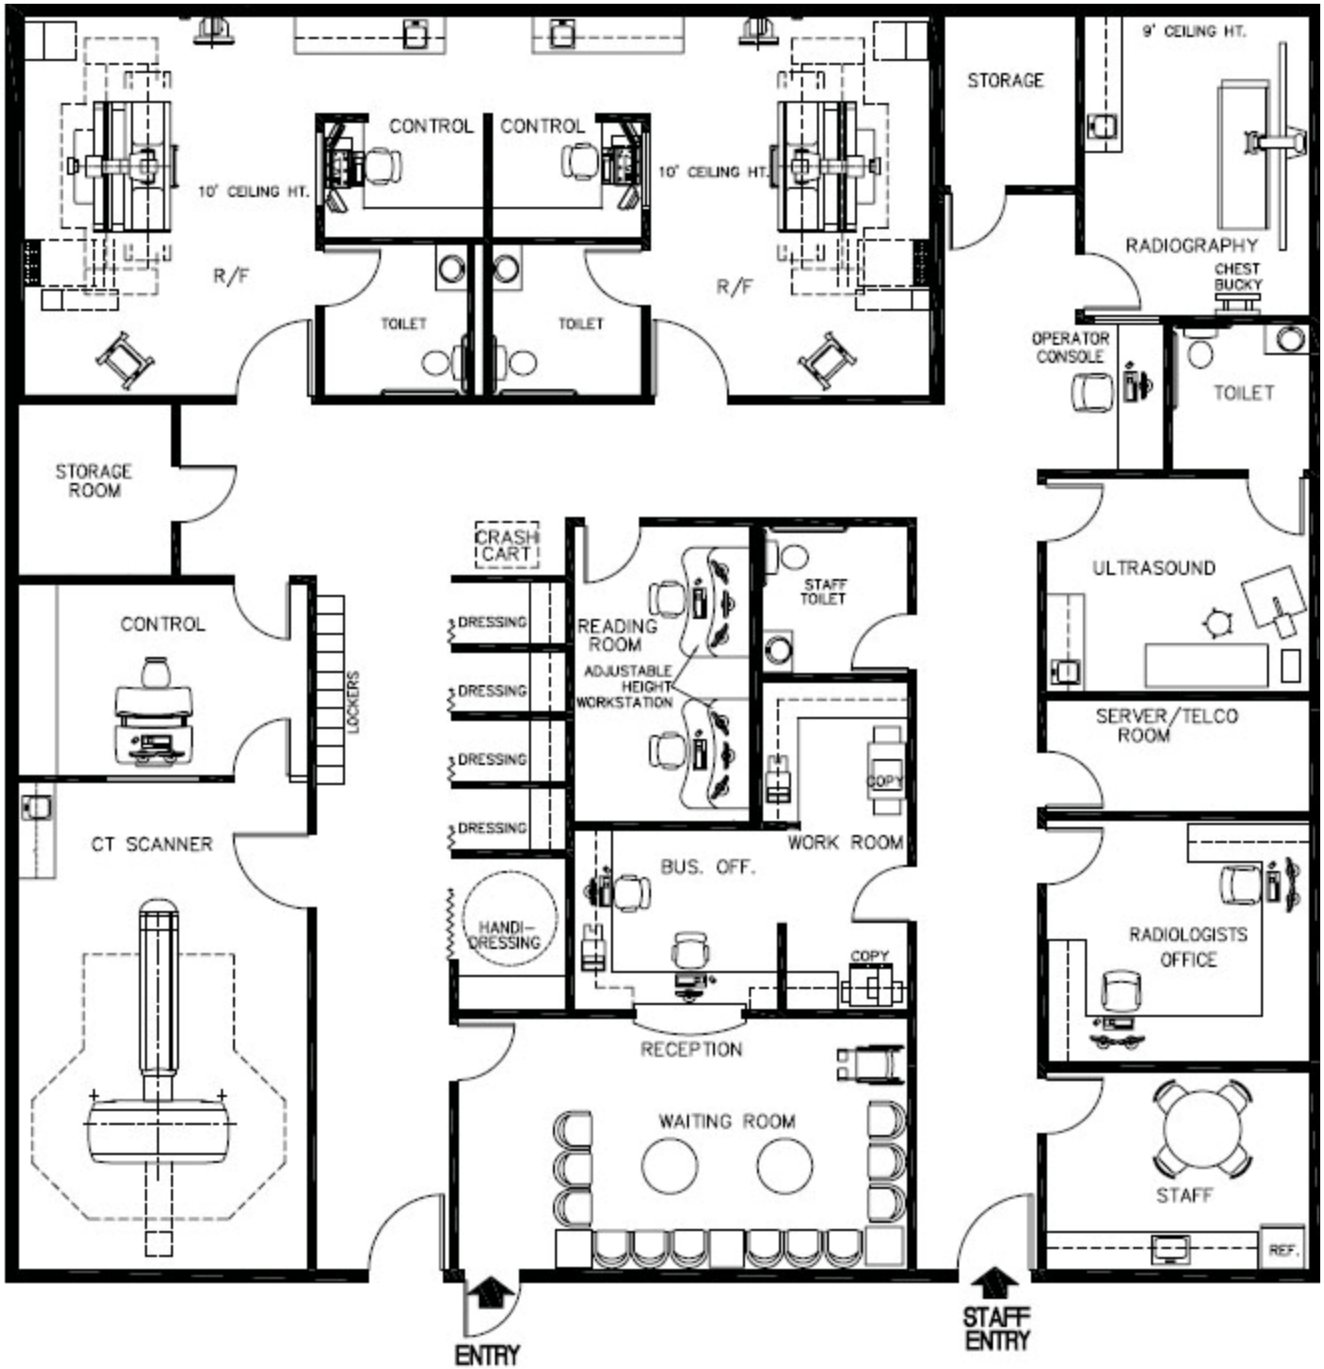 9' CEILING HT.
STORAGE
CONTROL
CONTROL
10' CEILING HT.
10' CEILING HT.
RADIOGRAPHY
R/F
R/F
CHEST
BUCKY
TOILET
TOILET
OPERATOR
CONSOLE
TOILET
STORAGE
ROOM
CRASH
CART
ULTRASOUND
STAFF
TOILET
CONTROL
DRESSING
READING
ROOM
ADJUSTABLE
HEIGHT
WORKSTATION
LOCKERS
DRESSING
SERVER/TELCO
ROOM
DRESSING
COPY
DRESSING
CT SCANNER
WORK ROOM
BUS. OFF.
HANDI-
DRESSING
RADIOLOGISTS
OFFICE
COPY
RECEPTION
WAITING ROOM
STAFF
REF.
ENTRY
STAFF
ENTRY